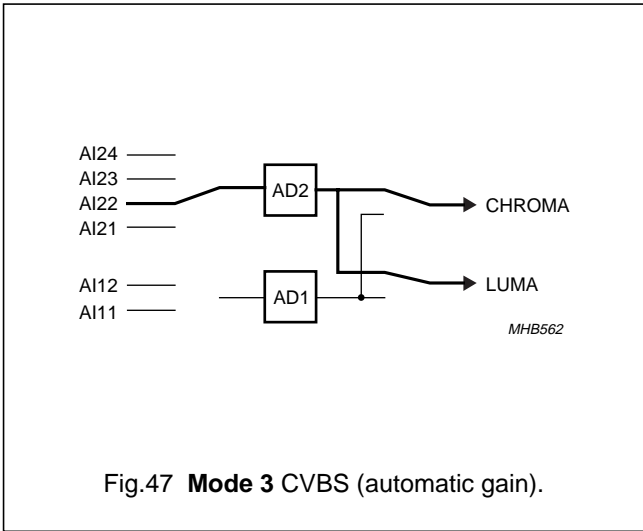 AI24
AI23
AI22
AI21
AI12
AI11
AD2
AD1
CHROMA
LUMA
MHB562
Fig.47 Mode 3 CVBS (automatic gain).